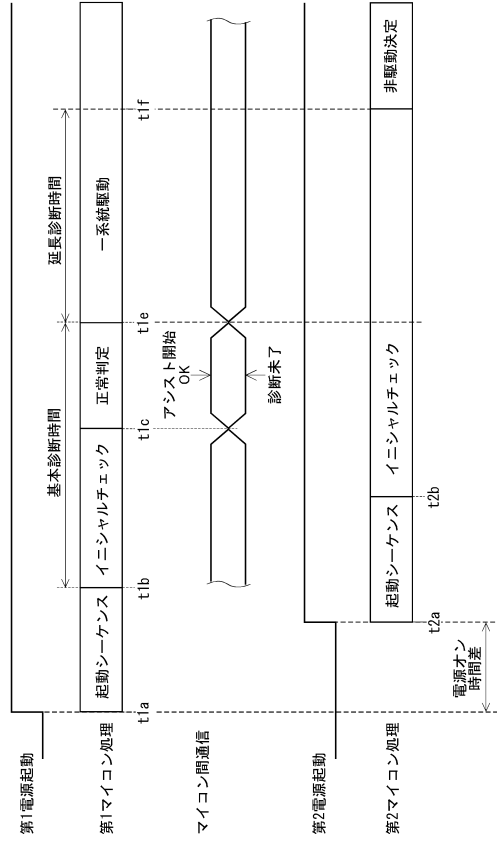 第1電源起動
第1マイコン処理
起動シーケンス
イニシャルチェック
正常判定
一系統駆動
基本診断時間
延長診断時間
t1a
t1b
t1c
t1e
t1f
マイコン間通信
アシスト開始
OK
診断未了
第2電源起動
第2マイコン処理
起動シーケンス
イニシャルチェック
非駆動決定
t2a
t2b
電源オン
時間差